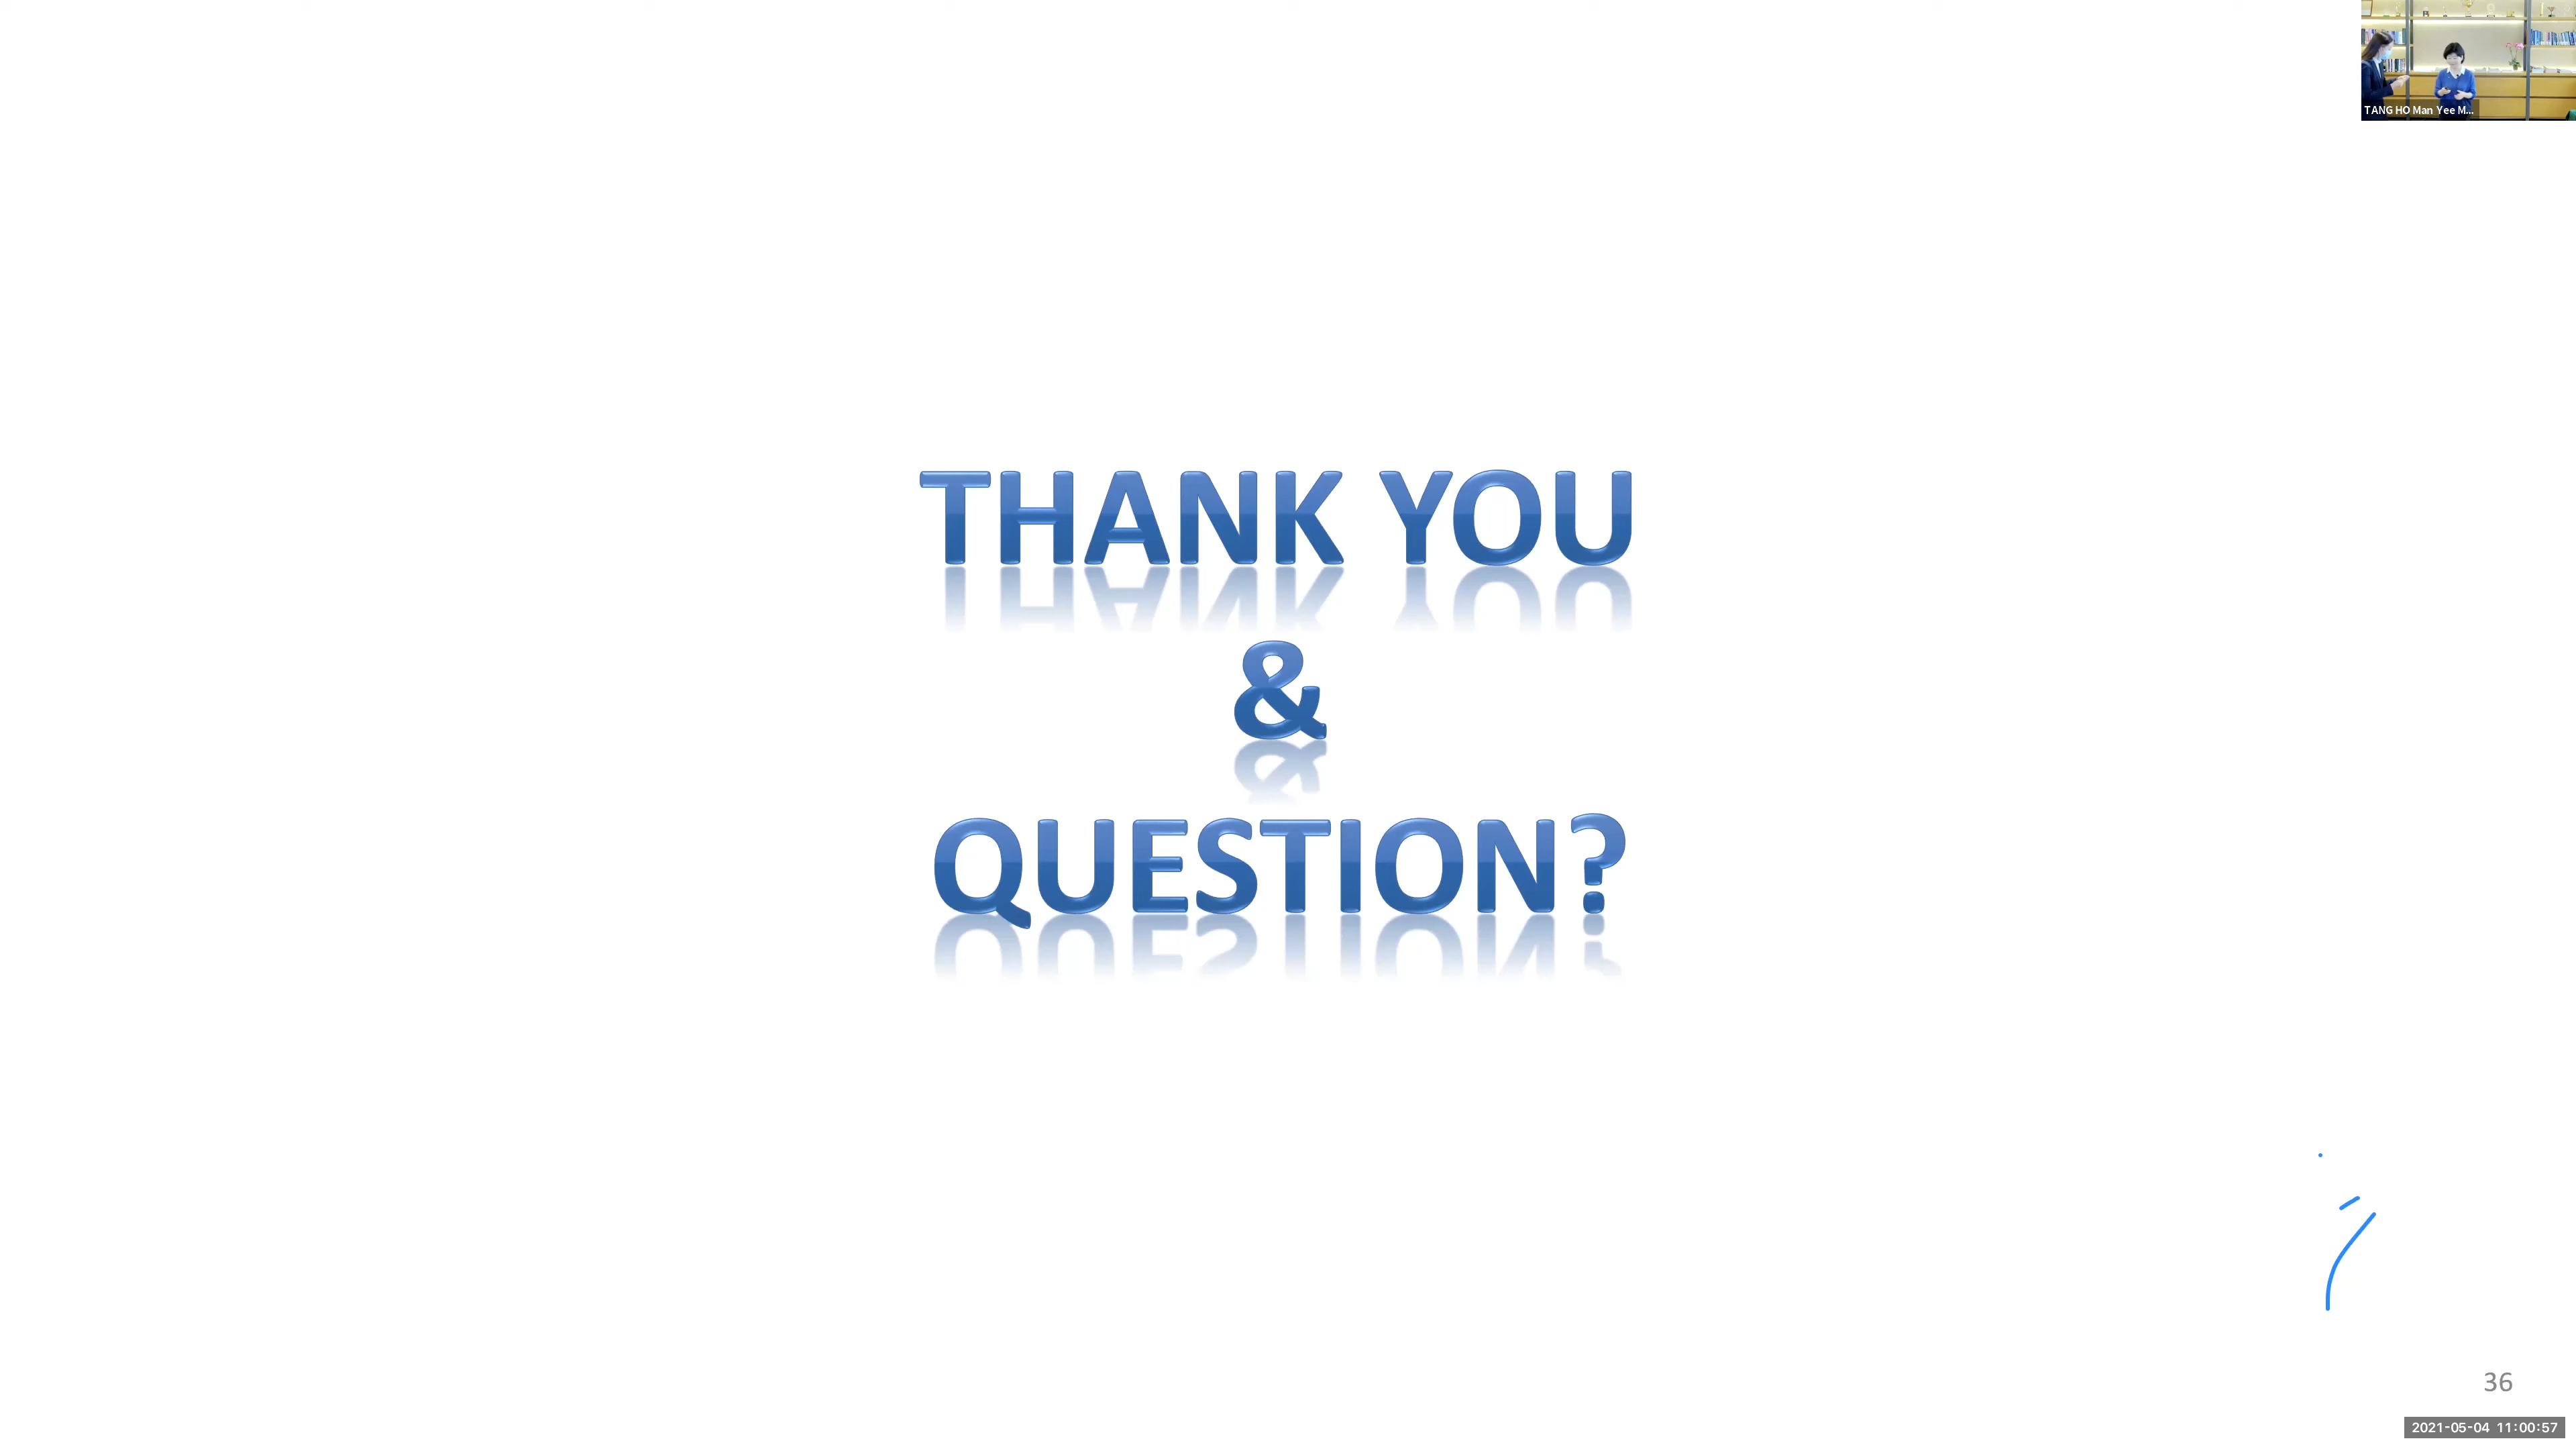 TANG HO Man Yee M...
THANK YOU
&
QUESTION?
36
2021-05-04 11:00:57